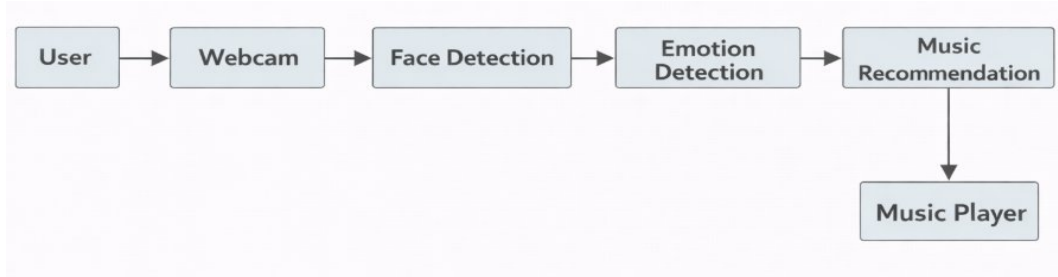 User
Webcam
Face Detection
Emotion
Detection
Music
Recommendation
Music Player